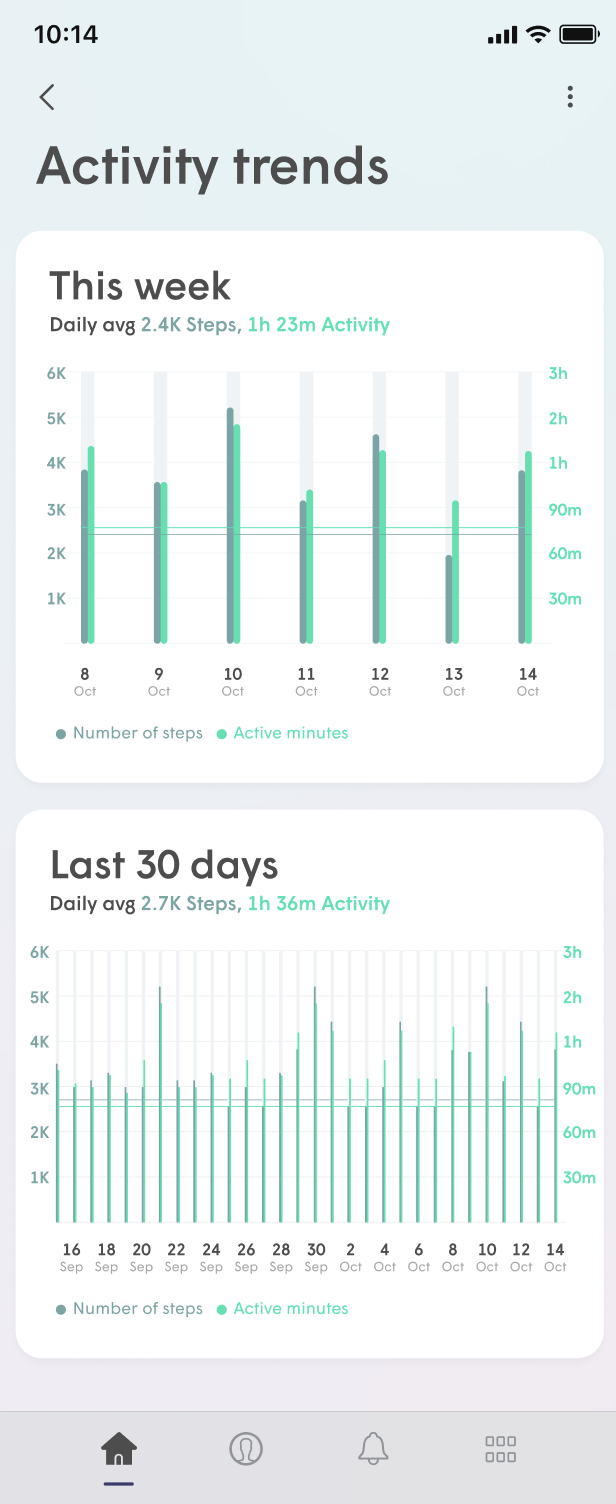 10:14
Activity trends
This week
Daily avg 2.4K Steps, 1h 23m Activity
6K 3h
5K 2h
4K 1h
3K 90m
2K 60m
1K 30m
8 9 10 11 12 13 14
Oct Oct Oct Oct Oct Oct Oct
Number of steps Active minutes
Last 30 days
Daily avg 2.7K Steps, 1h 36m Activity
6K 3h
5K 2h
4K 1h
3K 90m
2K 60m
1K 30m
16 18 20 22 24 26 28 30 2 4 6 8 10 12 14
Sep Sep Sep Sep Sep Sep Sep Sep Oct Oct Oct Oct Oct Oct Oct
Number of steps Active minutes